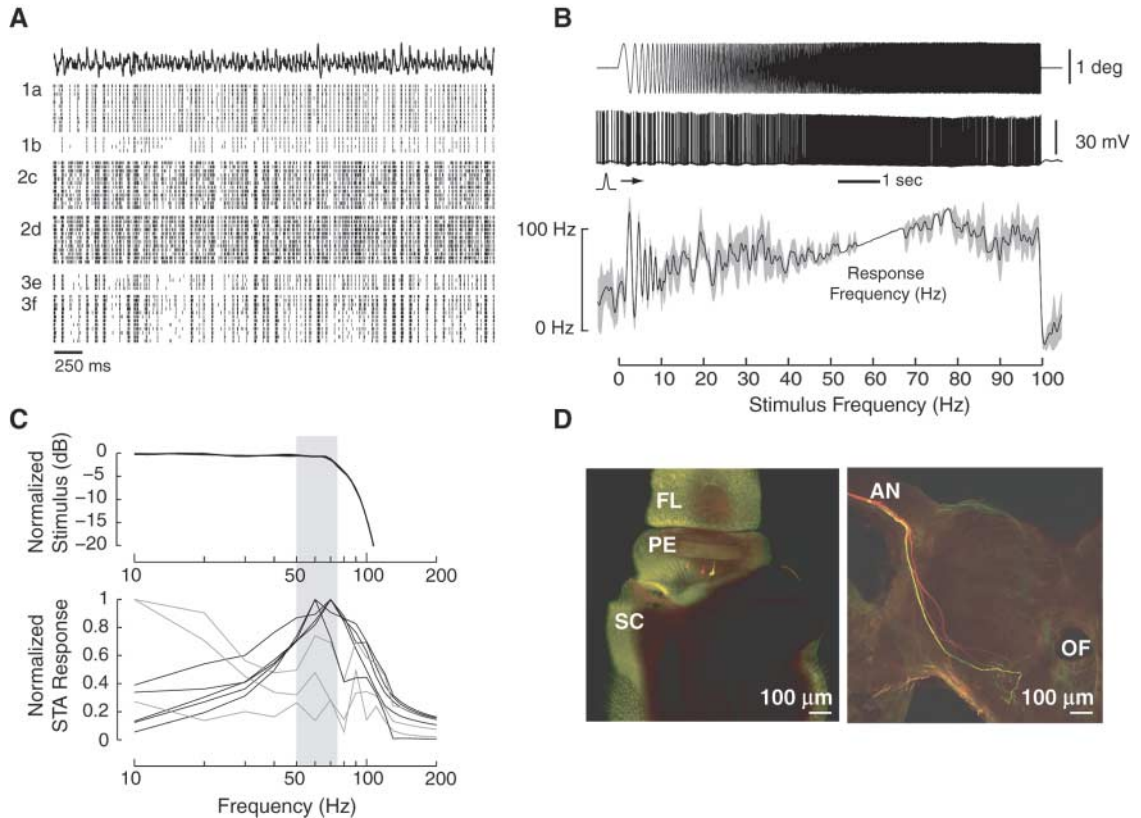 A
1a
1b
2c
2d
3e
3f
250 ms
B
1 deg
30 mV
1 sec
100 Hz
0 Hz
Response
Frequency (Hz)
0 10 20 30 40 50 60 70 80 90 100
Stimulus Frequency (Hz)
C
Normalized
Stimulus (dB)
0
−5
−10
−15
−20
10 50 100 200
Normalized
STA Response
1
0.8
0.6
0.4
0.2
0
10 50 100 200
Frequency (Hz)
D
FL
PE
SC
100 µm
AN
OF
100 µm